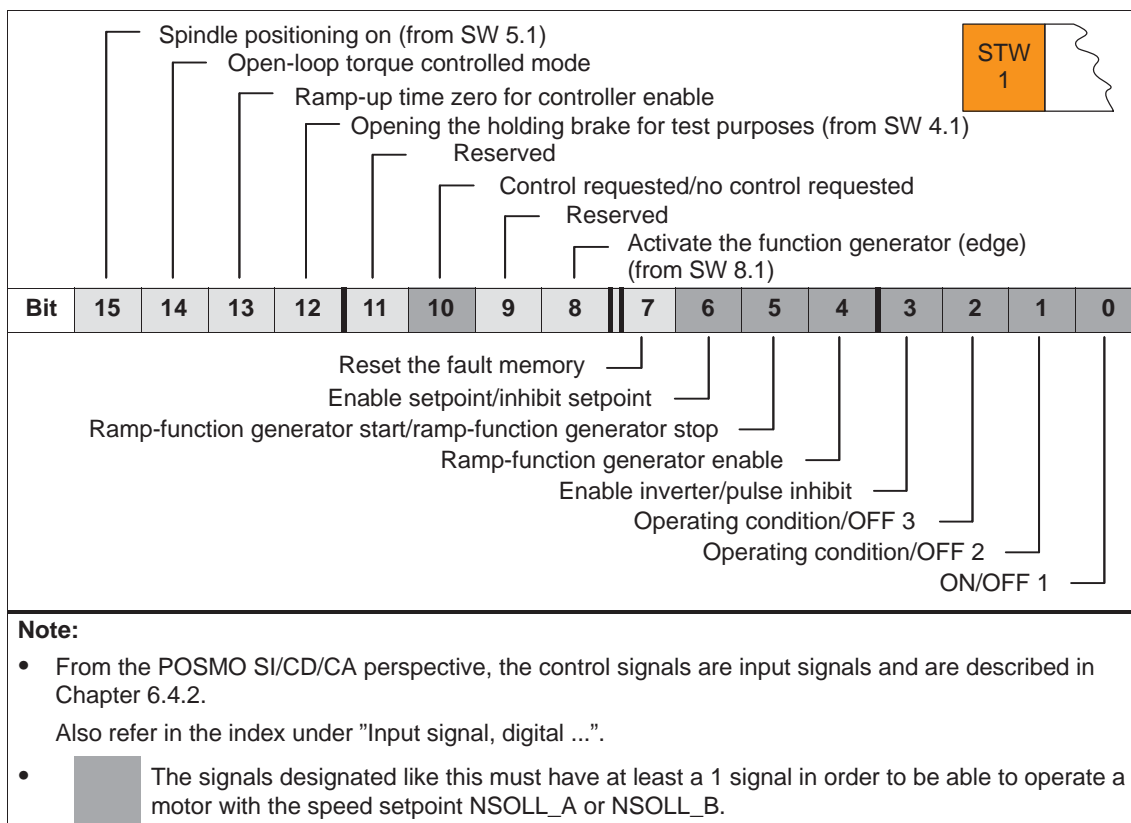 Spindle positioning on (from SW 5.1)
STW
1
Open-loop torque controlled mode
Ramp-up time zero for controller enable
Opening the holding brake for test purposes (from SW 4.1)
Reserved
Control requested/no control requested
Reserved
Activate the function generator (edge)
(from SW 8.1)
Bit 15 14 13 12 11 10 9 8 7 6 5 4 3 2 1 0
Reset the fault memory
Enable setpoint/inhibit setpoint
Ramp-function generator start/ramp-function generator stop
Ramp-function generator enable
Enable inverter/pulse inhibit
Operating condition/OFF 3
Operating condition/OFF 2
ON/OFF 1
Note:
• From the POSMO SI/CD/CA perspective, the control signals are input signals and are described in
Chapter 6.4.2.
Also refer in the index under ”Input signal, digital ...”.
• The signals designated like this must have at least a 1 signal in order to be able to operate a
motor with the speed setpoint NSOLL_A or NSOLL_B.